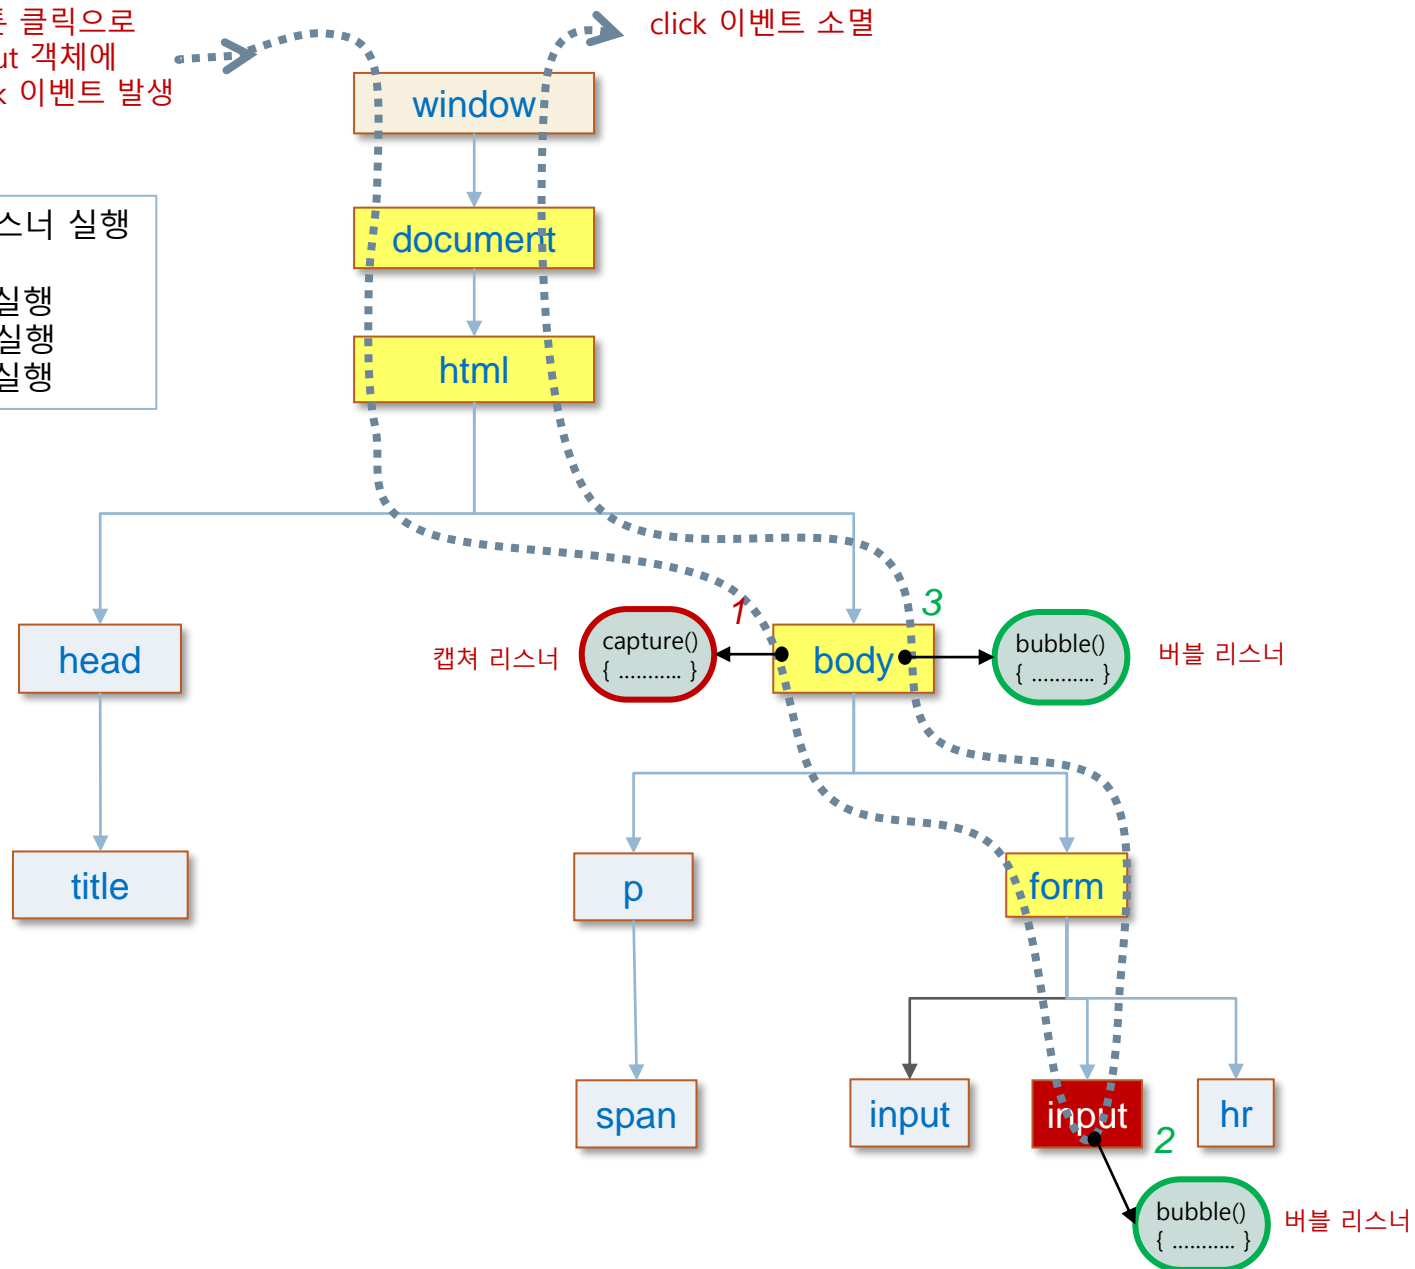 클릭으로
객체에
이벤트 발생
click 이벤트 소멸
window
실행
document
실행
실행
실행
html
1
3
head
캡쳐 리스너
capture()
{ ........... }
body
bubble()
{ ........... }
버블 리스너
title
p
form
span
input
input
hr
2
bubble()
{ ........... }
버블 리스너